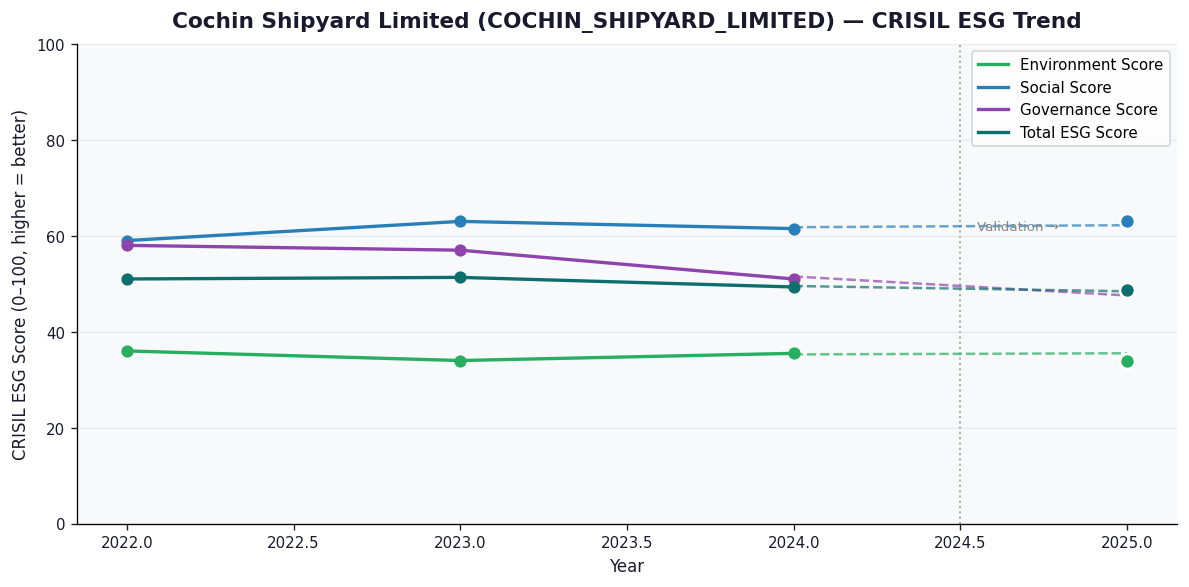 Cochin Shipyard Limited (COCHIN_SHIPYARD_LIMITED) — CRISIL ESG Trend
CRISIL ESG Score (0–100, higher = better)
100
80
60
40
20
0
Environment Score
Social Score
Governance Score
Total ESG Score
Validation →
2022.0
2022.5
2023.0
2023.5
2024.0
2024.5
2025.0
Year